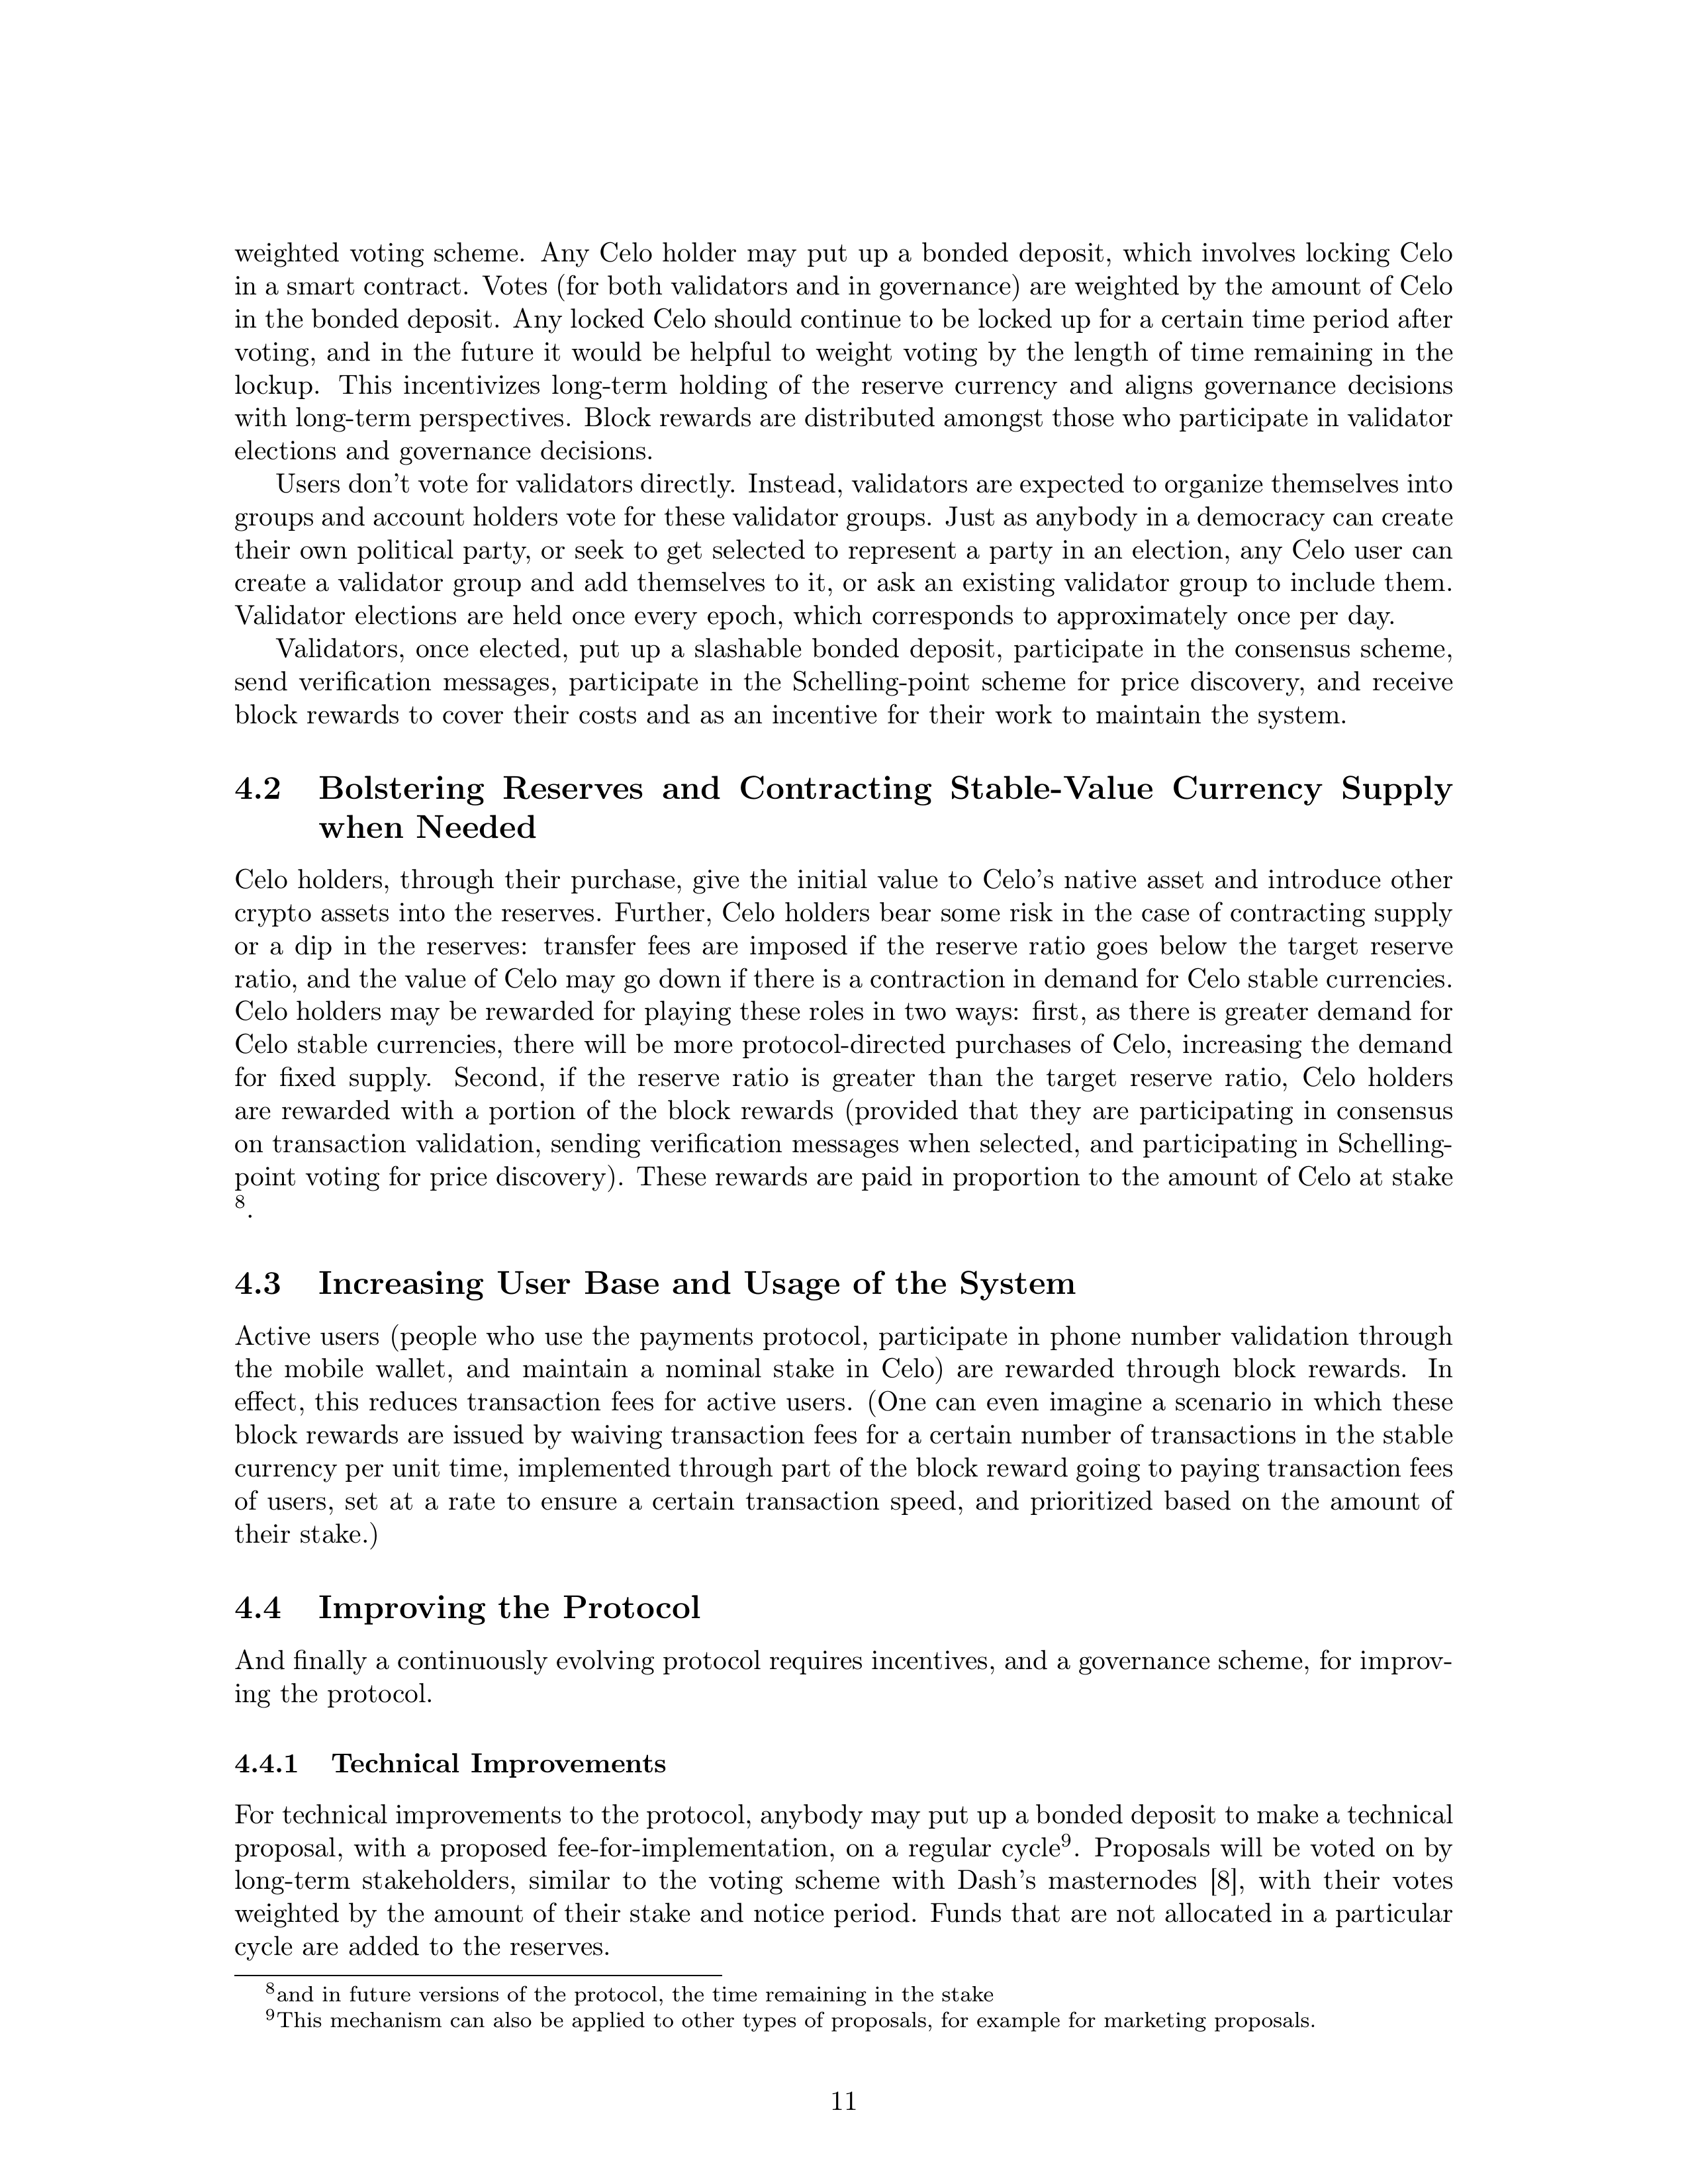 weighted voting scheme. Any Celo holder may put up a bonded deposit, which involves locking Celo
in a smart contract. Votes (for both validators and in governance) are weighted by the amount of Celo
in the bonded deposit. Any locked Celo should continue to be locked up for a certain time period after
voting, and in the future it would be helpful to weight voting by the length of time remaining in the
lockup. This incentivizes long-term holding of the reserve currency and aligns governance decisions
with long-term perspectives. Block rewards are distributed amongst those who participate in validator
elections and governance decisions.
Users don't vote for validators directly. Instead, validators are expected to organize themselves into
groups and account holders vote for these validator groups. Just as anybody in a democracy can create
their own political party, or seek to get selected to represent a party in an election, any Celo user can
create a validator group and add themselves to it, or ask an existing validator group to include them.
Validator elections are held once every epoch, which corresponds to approximately once per day.
Validators, once elected, put up a slashable bonded deposit, participate in the consensus scheme,
send verification messages, participate in the Schelling-point scheme for price discovery, and receive
block rewards to cover their costs and as an incentive for their work to maintain the system.
4.2 Bolstering Reserves and Contracting Stable-Value Currency Supply
when Needed
Celo holders, through their purchase, give the initial value to Celo's native asset and introduce other
crypto assets into the reserves. Further, Celo holders bear some risk in the case of contracting supply
or a dip in the reserves: transfer fees are imposed if the reserve ratio goes below the target reserve
ratio, and the value of Celo may go down if there is a contraction in demand for Celo stable currencies.
Celo holders may be rewarded for playing these roles in two ways: first, as there is greater demand for
Celo stable currencies, there will be more protocol-directed purchases of Celo, increasing the demand
for fixed supply. Second, if the reserve ratio is greater than the target reserve ratio, Celo holders
are rewarded with a portion of the block rewards (provided that they are participating in consensus
on transaction validation, sending verification messages when selected, and participating in Schelling-
point voting for price discovery). These rewards are paid in proportion to the amount of Celo at stake
8.
4.3 Increasing User Base and Usage of the System
Active users (people who use the payments protocol, participate in phone number validation through
the mobile wallet, and maintain a nominal stake in Celo) are rewarded through block rewards. In
effect, this reduces transaction fees for active users. (One can even imagine a scenario in which these
block rewards are issued by waiving transaction fees for a certain number of transactions in the stable
currency per unit time, implemented through part of the block reward going to paying transaction fees
of users, set at a rate to ensure a certain transaction speed, and prioritized based on the amount of
their stake.)
4.4 Improving the Protocol
And finally a continuously evolving protocol requires incentives, and a governance scheme, for improv-
ing the protocol.
4.4.1 Technical Improvements
For technical improvements to the protocol, anybody may put up a bonded deposit to make a technical
proposal, with a proposed fee-for-implementation, on a regular cycle9. Proposals will be voted on by
long-term stakeholders, similar to the voting scheme with Dash's masternodes [8], with their votes
weighted by the amount of their stake and notice period. Funds that are not allocated in a particular
cycle are added to the reserves.
8and in future versions of the protocol, the time remaining in the stake
9This mechanism can also be applied to other types of proposals, for example for marketing proposals.
11